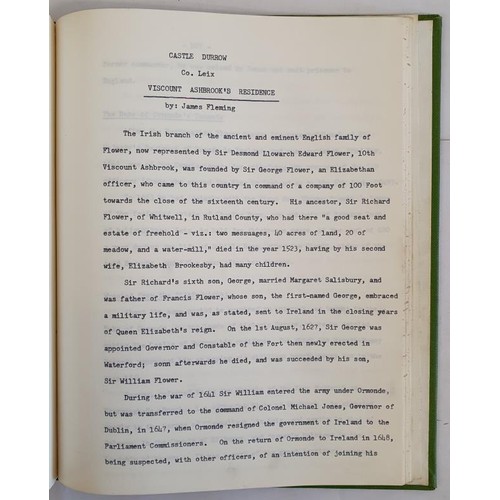 CASTLE DURROW
Co. Leix
VISCOUNT ASHBROOK'S RESIDENCE
by: James Fleming
The Irish branch of the ancient and eminent English family of
Flower, now represented by Sir Desmond Llowarch Edward Flower, 10th
Viscount Ashbrook, was founded by Sir George Flower, an Elizabethan
officer, who came to this country in command of a company of 100 Foot
towards the close of the sixteenth century. His ancestor, Sir Richard
Flower, of Whitwell, in Rutland County, who had there "a good seat and
estate of freehold - viz.: two messuages, 40 acres of land, 20 of
meadow, and a water-mill," died in the year 1523, having by his second
wife, Elizabeth Brookesby, had many children.
Sir Richard's sixth son, George, married Margaret Salisbury, and
was father of Francis Flower, whose son, the first-named George, embraced
a military life, and was, as stated, sent to Ireland in the closing years
of Queen Elizabeth's reign. On the 1st August, 1627, Sir George was
appointed Governor and Constable of the Fort then newly erected in
Waterford; sonn afterwards he died, and was succeeded by his son,
Sir William Flower.
During the war of 1641 Sir William entered the army under Ormonde,
but was transferred to the command of Colonel Michael Jones, Governor of
Dublin, in 1647, when Ormonde resigned the government of Ireland to the
Parliament Commissioners. On the return of Ormonde to Ireland in 1648,
being suspected, with other officers, of an intention of joining his